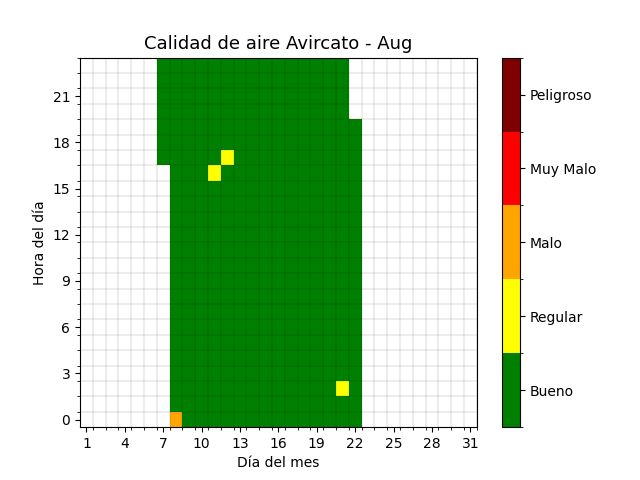 Calidad de aire Avircato - Aug
Hora del día
21
18
15
12
9
6
3
0
1 4 7 10 13 16 19 22 25 28 31
Día del mes
Peligroso
Muy Malo
Malo
Regular
Bueno